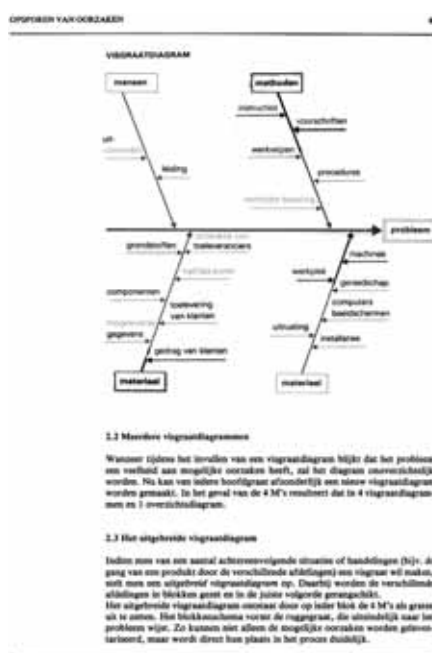 OPSPOREN VAN OORZAKEN
VISGRAATDIAGRAM
mensen
methoden
instructies
voorschriften
werkwijzen
leiding
procedures
probleem
grondstoffen
toeleveranciers
machines
werkplek
gereedschap
componenten
computers
toelevering
beeldschermen
van klanten
uitrusting
gegevens
installaties
gedrag van klanten
materiaal
materieel
2.2 Meerdere visgraatdiagrammen
Wanneer tijdens het invullen van een visgraatdiagram blijkt dat het probleem
een veelheid aan mogelijke oorzaken heeft, zal het diagram onoverzichtelijk
worden. Nu kan van iedere hoofdgraat afzonderlijk een nieuw visgraatdiagram
worden gemaakt. In het geval van de 4 M's resulteert dat in 4 visgraatdiagram-
men en 1 overzichtsdiagram.
2.3 Het uitgebreide visgraatdiagram
Indien men van een aantal achtereenvolgende situaties of handelingen (bijv. de
gang van een produkt door de verschillende afdelingen) een visgraat wil maken,
stelt men een uitgebreid visgraatdiagram op. Daarbij worden de verschillende
afdelingen in blokken gezet en in de juiste volgorde gerangschikt.
Het uitgebreide visgraatdiagram ontstaat door op ieder blok de 4 M's als graten
uit te zetten. Het blokkenschema vormt de ruggegraat, die uiteindelijk naar het
probleem wijst. Zo kunnen niet alleen de mogelijke oorzaken worden geïnven-
tariseerd, maar wordt direct hun plaats in het proces duidelijk.